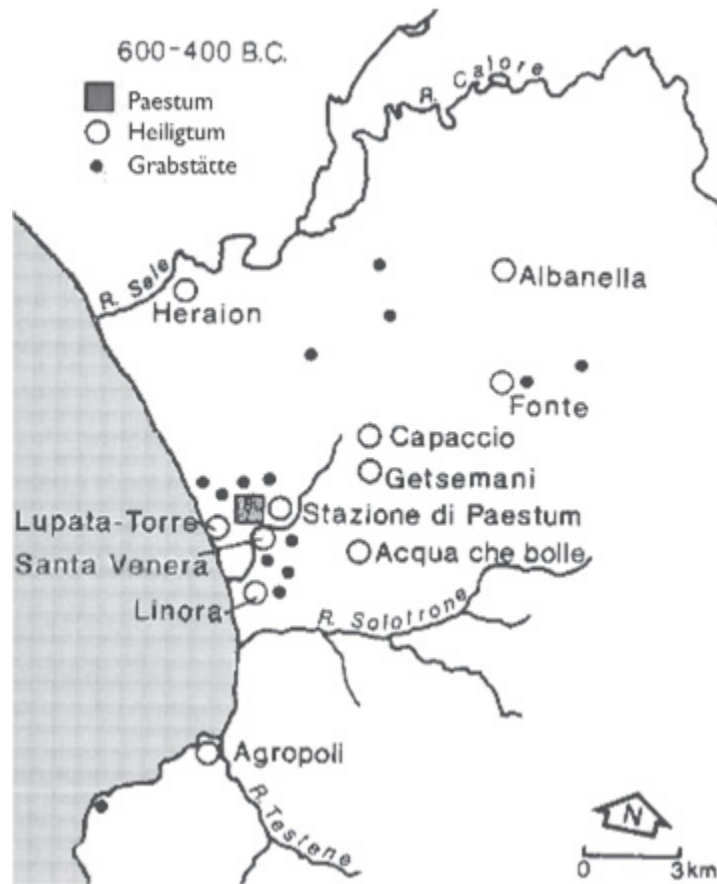 600-400 B.C.
Paestum
Heiligtum
Grabstätte
R. Calore
R. Sele
Heraion
Albanella
Fonte
Capaccio
Getsemani
Stazione di Paestum
Lupata-Torre
Santa Venera
Acqua che bolle
Linora
R. Solofrone
Agropoli
R. Testene
N
0 3km